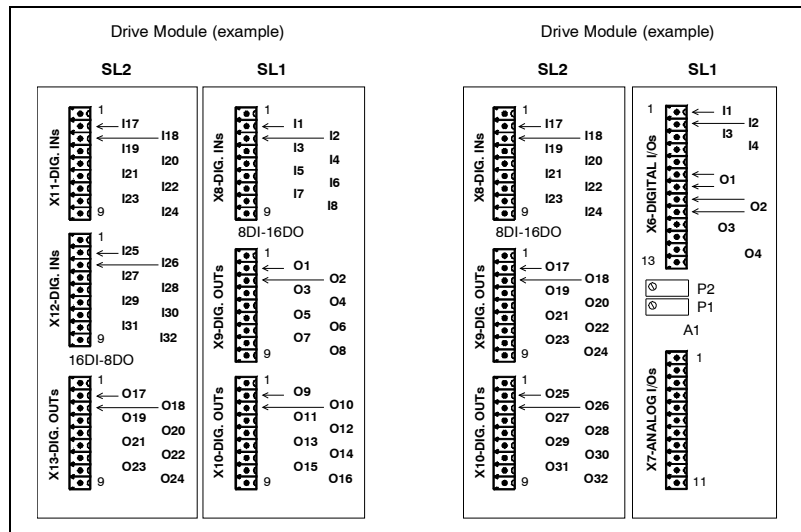 Drive Module (example)
SL2
SL1
X11-DIG. INs
1
I17
I18
I19
I20
I21
I22
I23
I24
9
X12-DIG. INs
1
I25
I26
I27
I28
I29
I30
I31
I32
9
16DI-8DO
X13-DIG. OUTs
1
O17
O18
O19
O20
O21
O22
O23
O24
9
X8-DIG. INs
1
I1
I2
I3
I4
I5
I6
I7
I8
9
8DI-16DO
X9-DIG. OUTs
1
O1
O2
O3
O4
O5
O6
O7
O8
9
X10-DIG. OUTs
1
O9
O10
O11
O12
O13
O14
O15
O16
9
Drive Module (example)
SL2
SL1
X8-DIG. INs
1
I17
I18
I19
I20
I21
I22
I23
I24
9
8DI-16DO
X9-DIG. OUTs
1
O17
O18
O19
O20
O21
O22
O23
O24
9
X10-DIG. OUTs
1
O25
O26
O27
O28
O29
O30
O31
O32
9
X6-DIGITAL I/Os
1
I1
I2
I3
I4
O1
O2
O3
O4
13
P2
P1
A1
X7-ANALOG I/Os
1
11